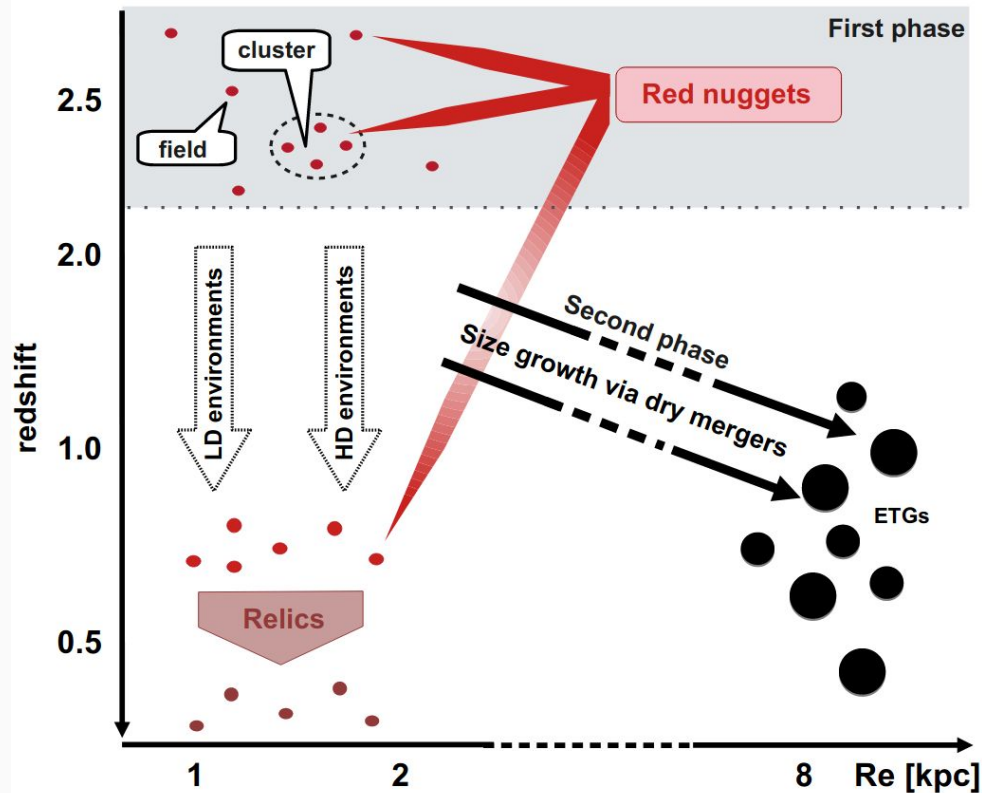 First phase
cluster
2.5
Red nuggets
field
2.0
LD environments
HD environments
Second phase
Size growth via dry mergers
redshift
1.0
ETGs
Relics
0.5
1
2
8
Re [kpc]